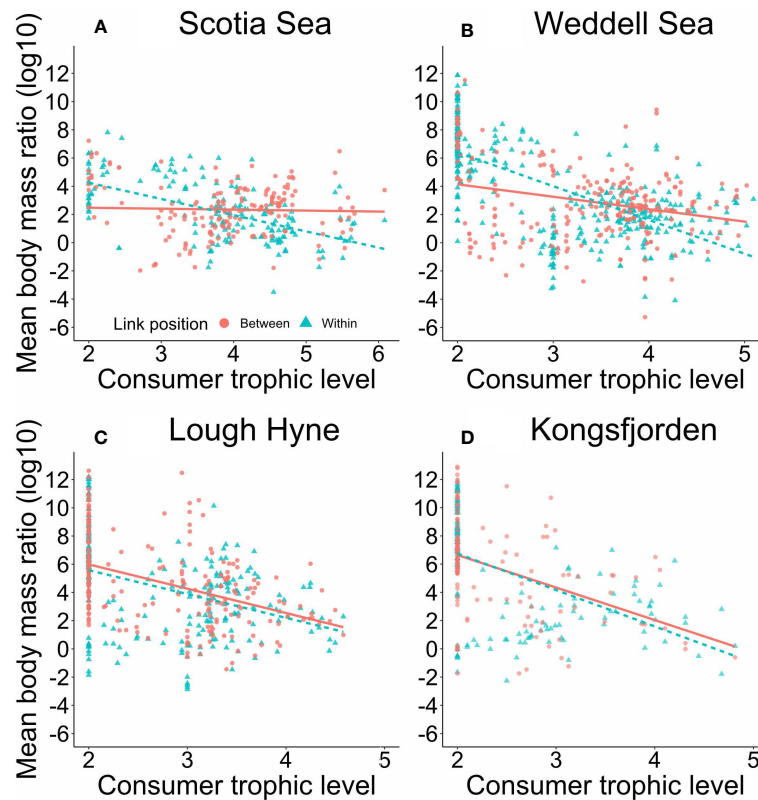 A Scotia Sea
B Weddell Sea
Mean body mass ratio (log10)
12
10
8
6
4
2
0
-2
-4
-6
Link position Between Within
2 3 4 5 6
Consumer trophic level
12
10
8
6
4
2
0
-2
-4
-6
2 3 4 5
Consumer trophic level
C Lough Hyne
D Kongsfjorden
Mean body mass ratio (log10)
12
10
8
6
4
2
0
-2
-4
-6
2 3 4 5
Consumer trophic level
12
10
8
6
4
2
0
-2
-4
-6
2 3 4 5
Consumer trophic level